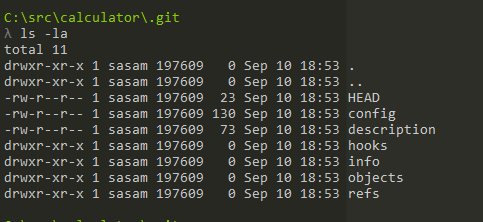 C:\src\calculator\.git
λ ls -la
total 11
drwxr-xr-x 1 sasam 197609   0 Sep 10 18:53 .
drwxr-xr-x 1 sasam 197609   0 Sep 10 18:53 ..
-rw-r--r-- 1 sasam 197609  23 Sep 10 18:53 HEAD
-rw-r--r-- 1 sasam 197609 130 Sep 10 18:53 config
-rw-r--r-- 1 sasam 197609  73 Sep 10 18:53 description
drwxr-xr-x 1 sasam 197609   0 Sep 10 18:53 hooks
drwxr-xr-x 1 sasam 197609   0 Sep 10 18:53 info
drwxr-xr-x 1 sasam 197609   0 Sep 10 18:53 objects
drwxr-xr-x 1 sasam 197609   0 Sep 10 18:53 refs